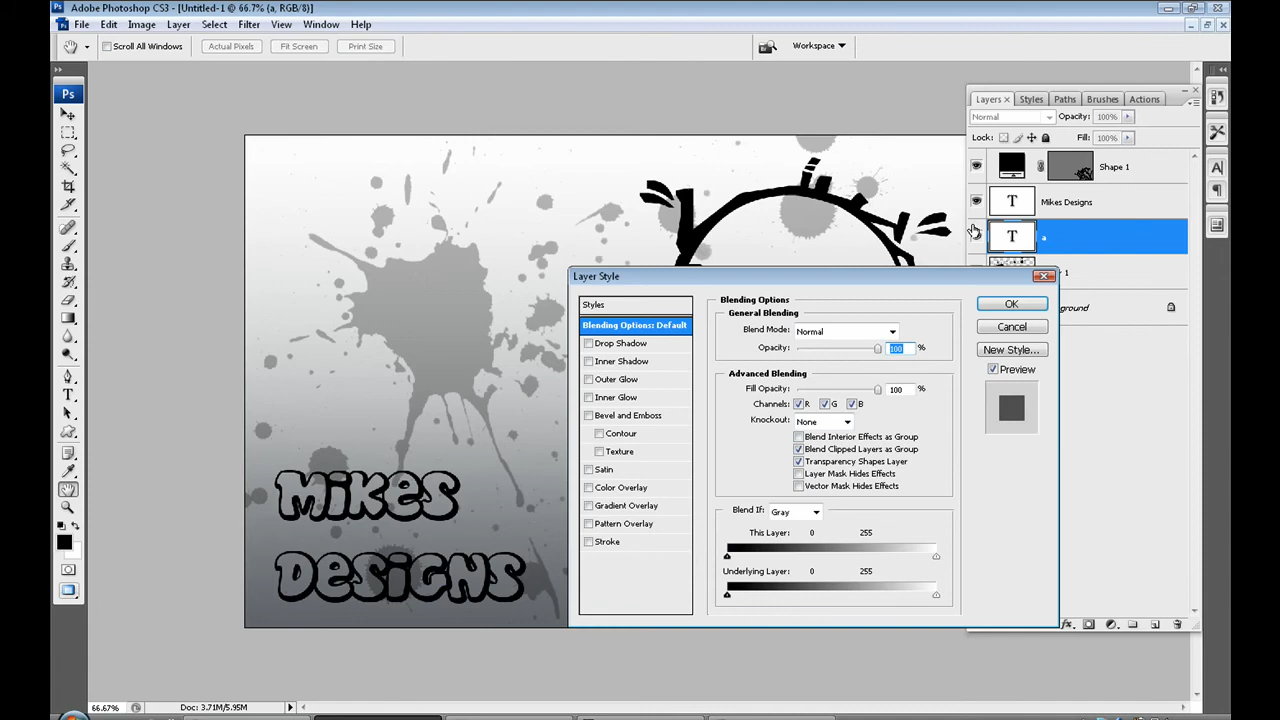 Adobe Photoshop CS3 - [Untitled-1 @ 66.7% (a, RGB/8)]
File Edit Image Layer Select Filter View Window Help
Scroll All Windows Actual Pixels Fit Screen Print Size Workspace
Ps
Layers x Styles Paths Brushes Actions
Normal Opacity: 100%
Lock: Fill: 100%
Shape 1
T Mikes Designs
T a
1
ground
Layer Style
Styles
Blending Options: Default
Drop Shadow
Inner Shadow
Outer Glow
Inner Glow
Bevel and Emboss
Contour
Texture
Satin
Color Overlay
Gradient Overlay
Pattern Overlay
Stroke
Blending Options
General Blending
Blend Mode: Normal
Opacity: 100 %
Advanced Blending
Fill Opacity: 100 %
Channels: R G B
Knockout: None
Blend Interior Effects as Group
Blend Clipped Layers as Group
Transparency Shapes Layer
Layer Mask Hides Effects
Vector Mask Hides Effects
Blend If: Gray
This Layer: 0 255
Underlying Layer: 0 255
OK
Cancel
New Style...
Preview
Mikes
Designs
66.67% Doc: 3.71M/5.95M